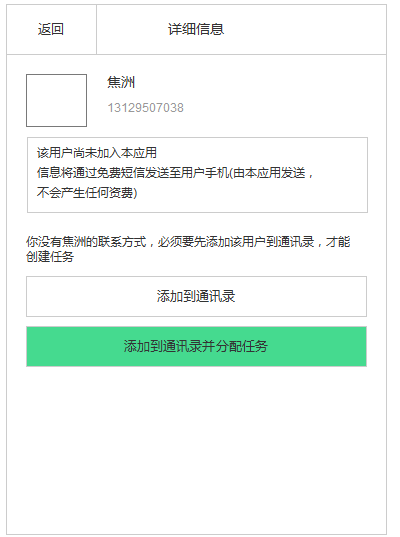 返回
详细信息
焦洲
13129507038
该用户尚未加入本应用
信息将通过免费短信发送至用户手机(由本应用发送，
不会产生任何资费)
你没有焦洲的联系方式，必须要先添加该用户到通讯录，才能
创建任务
添加到通讯录
添加到通讯录并分配任务